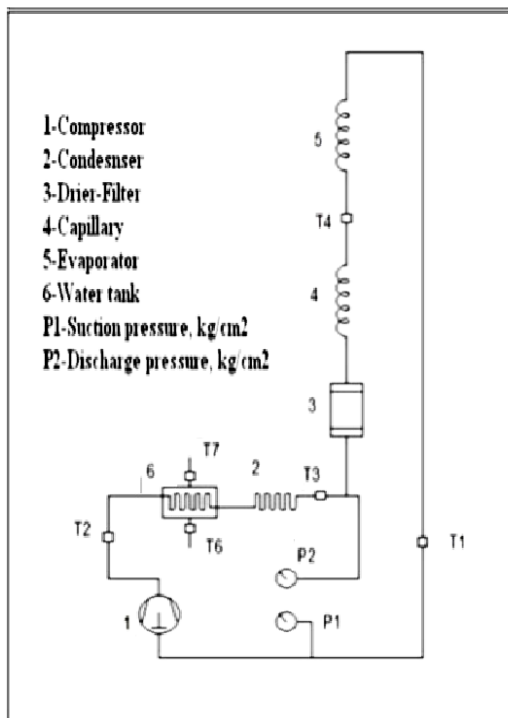 1-Compressor
2-Condesnser
3-Drier-Filter
4-Capillary
5-Evaporator
6-Water tank
P1-Suction pressure, kg/cm2
P2-Discharge pressure, kg/cm2
5
T4
4
3
T7
6
2
T3
T2
T6
T1
P2
P1
1